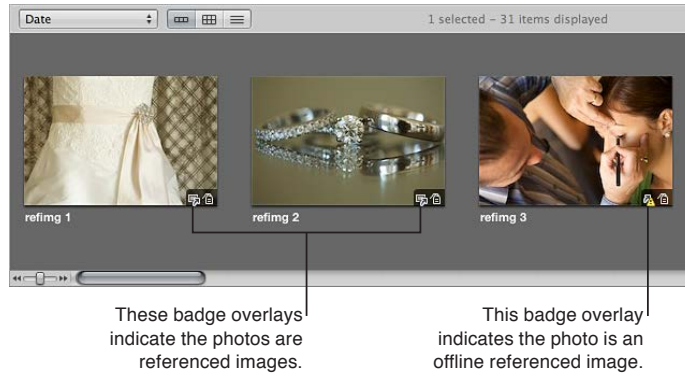 Date
1 selected – 31 items displayed
refimg 1
refimg 2
refimg 3
These badge overlays
indicate the photos are
referenced images.
This badge overlay
indicates the photo is an
offline referenced image.